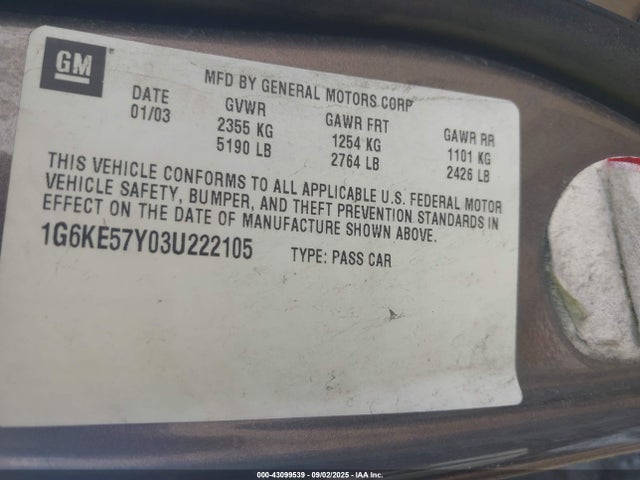 GM
MFD BY GENERAL MOTORS CORP
DATE GVWR GAWR FRT GAWR RR
01/03 2355 KG 1254 KG 1101 KG
5190 LB 2764 LB 2426 LB
THIS VEHICLE CONFORMS TO ALL APPLICABLE U.S. FEDERAL MOTOR
VEHICLE SAFETY, BUMPER, AND THEFT PREVENTION STANDARDS IN
EFFECT ON THE DATE OF MANUFACTURE SHOWN ABOVE.
1G6KE57Y03U222105 TYPE: PASS CAR
000-43099539 - 09/02/2025 - IAA Inc.